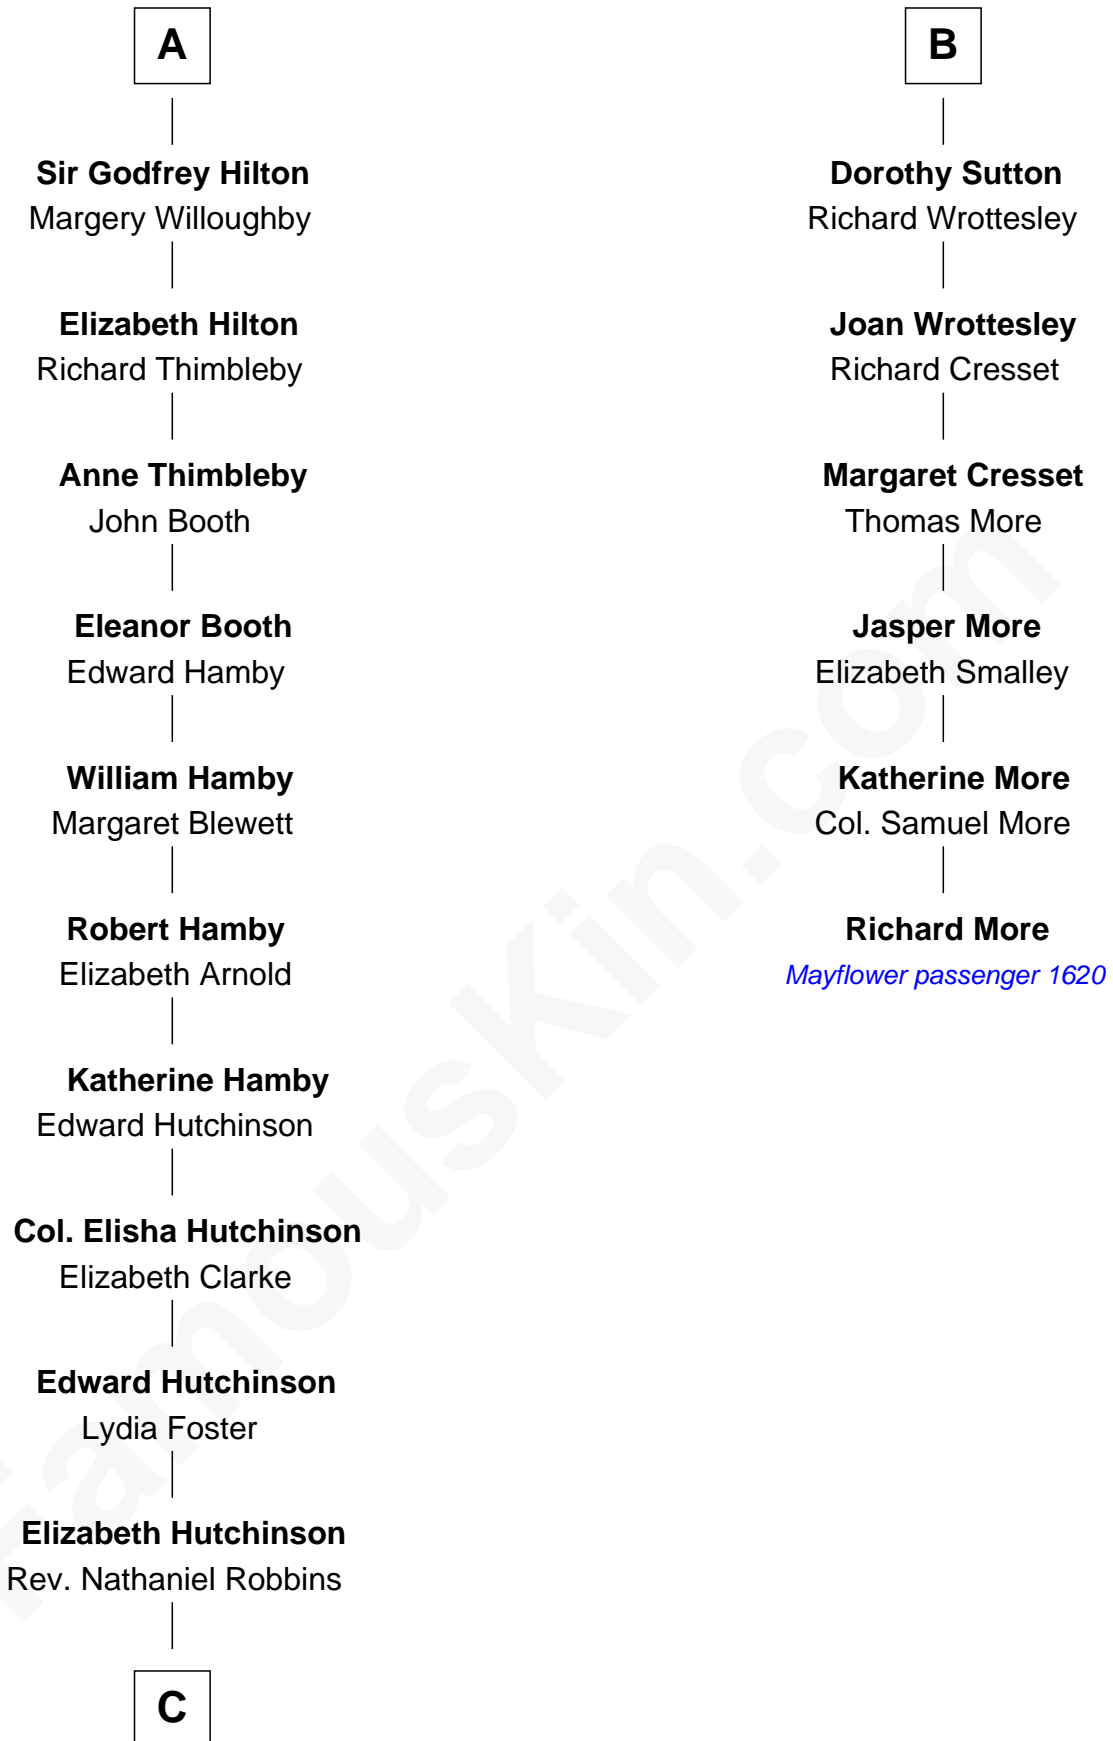 A
Sir Godfrey Hilton
Margery Willoughby
Elizabeth Hilton
Richard Thimbleby
Anne Thimbleby
John Booth
Eleanor Booth
Edward Hamby
William Hamby
Margaret Blewett
Robert Hamby
Elizabeth Arnold
Katherine Hamby
Edward Hutchinson
Col. Elisha Hutchinson
Elizabeth Clarke
Edward Hutchinson
Lydia Foster
Elizabeth Hutchinson
Rev. Nathaniel Robbins
C
B
Dorothy Sutton
Richard Wrottesley
Joan Wrottesley
Richard Cresset
Margaret Cresset
Thomas More
Jasper More
Elizabeth Smalley
Katherine More
Col. Samuel More
Richard More
Mayflower passenger 1620
FamousKin.com